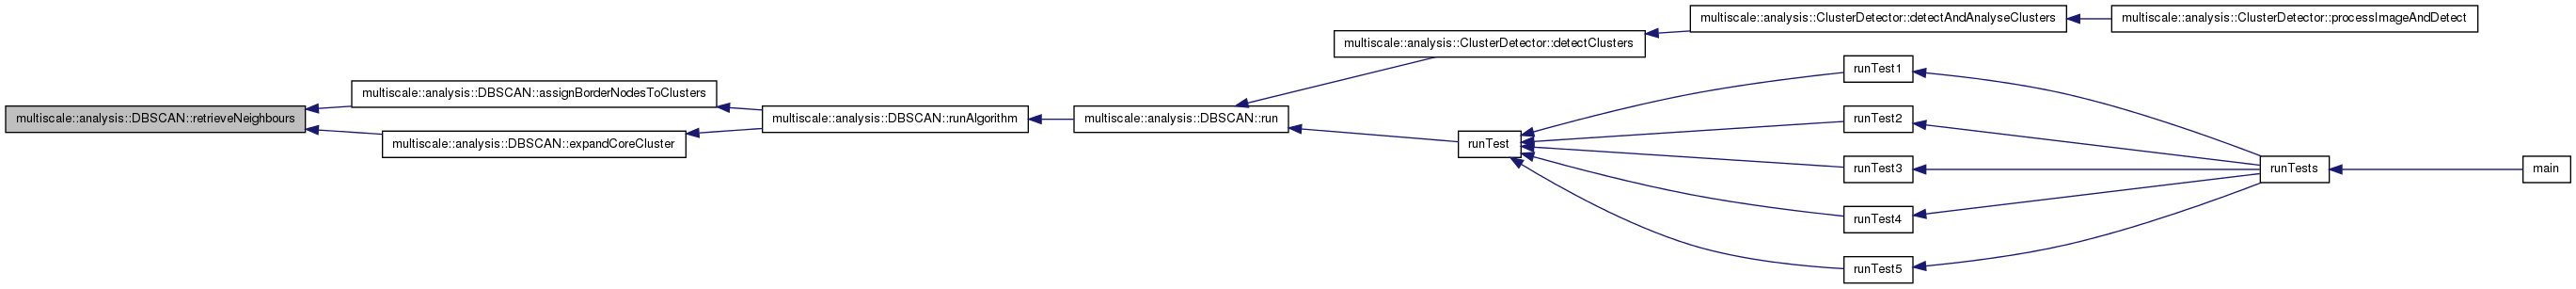 multiscale::analysis::DBSCAN::retrieveNeighbours
multiscale::analysis::DBSCAN::assignBorderNodesToClusters
multiscale::analysis::DBSCAN::expandCoreCluster
multiscale::analysis::DBSCAN::runAlgorithm
multiscale::analysis::DBSCAN::run
multiscale::analysis::ClusterDetector::detectClusters
multiscale::analysis::ClusterDetector::detectAndAnalyseClusters
multiscale::analysis::ClusterDetector::processImageAndDetect
runTest
runTest1
runTest2
runTest3
runTest4
runTest5
runTests
main